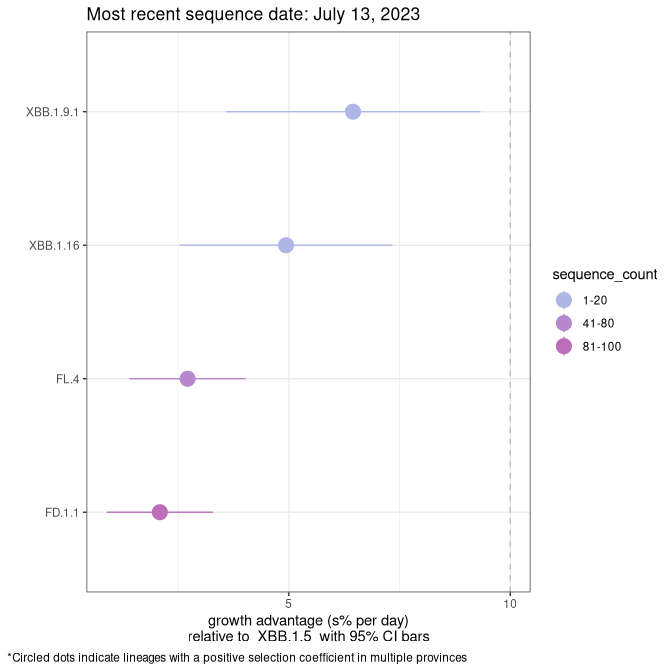 Most recent sequence date: July 13, 2023
XBB.1.9.1
XBB.1.16
FL.4
FD.1.1
sequence_count
1-20
41-80
81-100
5
10
growth advantage (s% per day)
relative to  XBB.1.5  with 95% CI bars
*Circled dots indicate lineages with a positive selection coefficient in multiple provinces